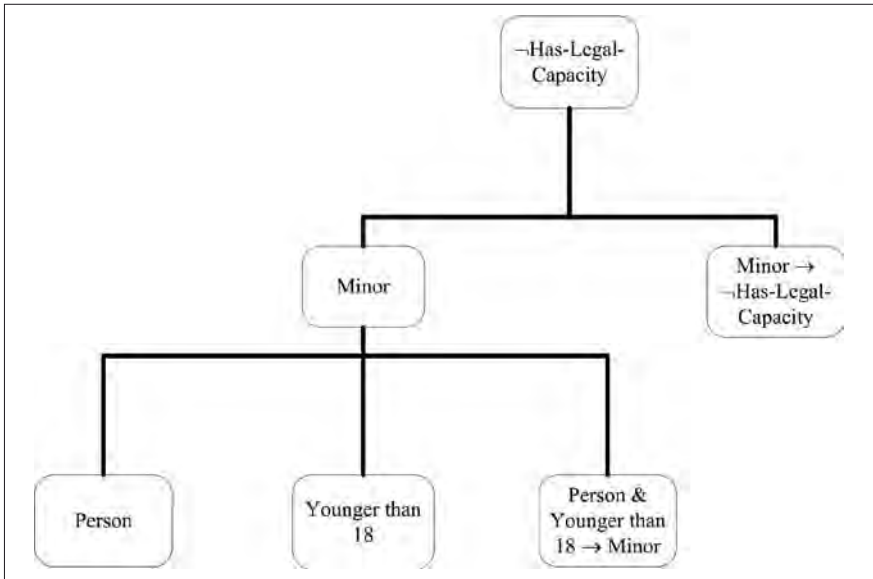 ¬Has-Legal-
Capacity
Minor
Minor →
¬Has-Legal-
Capacity
Person
Younger than
18
Person &
Younger than
18 → Minor